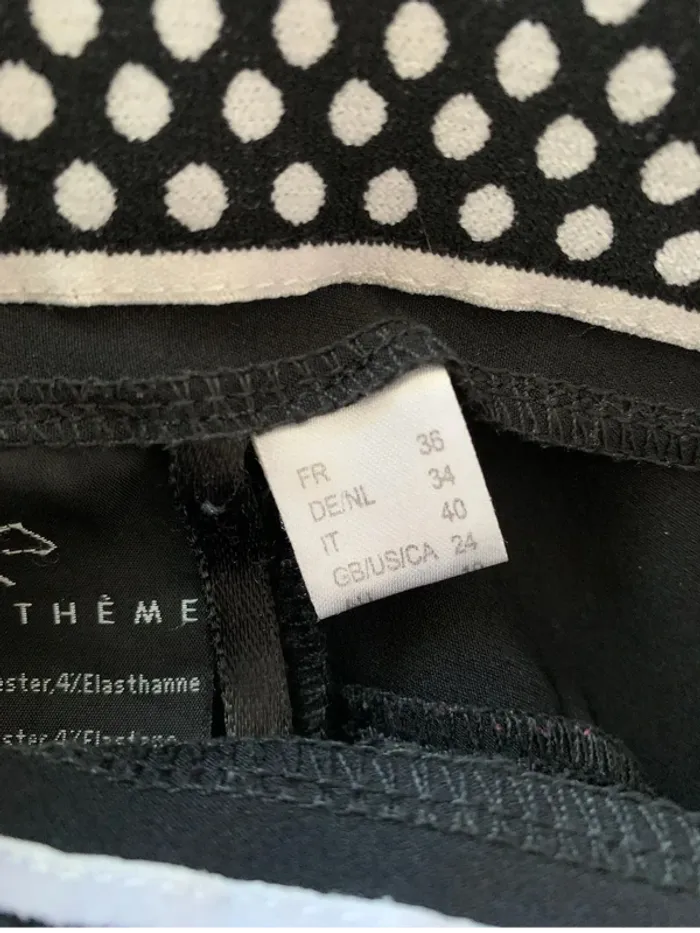 FR 36
DE/NL 34
IT 40
GB/US/CA 24
THÈME
ester,4%Elasthanne